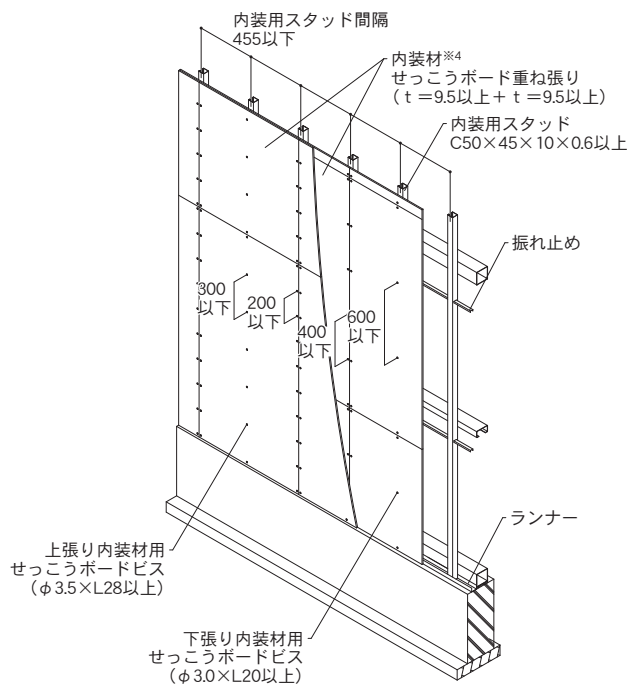 内装用スタッド間隔
455以下
内装材※4
せっこうボード重ね張り
（ｔ＝9.5以上＋ｔ＝9.5以上）
内装用スタッド
C50×45×10×0.6以上
振れ止め
300
以下
200
以下
400
以下
600
以下
ランナー
上張り内装材用
せっこうボードビス
（φ3.5×L28以上）
下張り内装材用
せっこうボードビス
（φ3.0×L20以上）